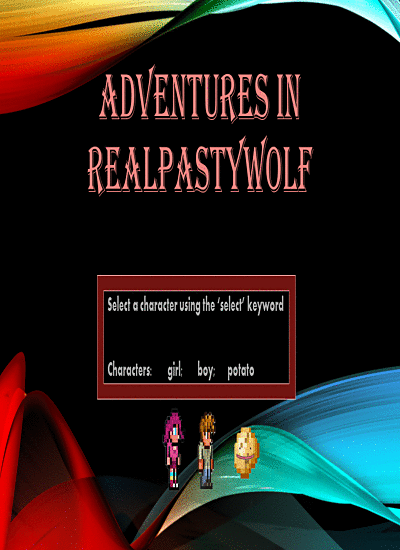 ADVENTURES IN
REALPASTYWOLF
Select a character using the 'select' keyword
Characters: girl; boy; potato